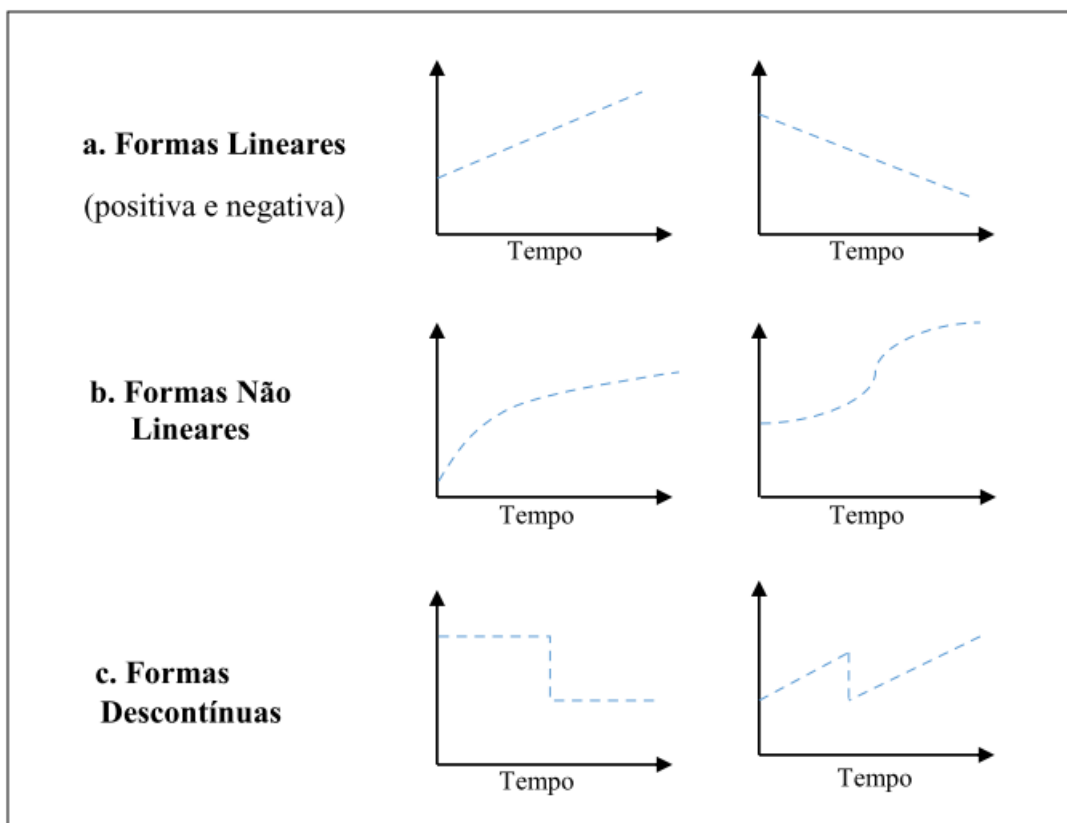 a. Formas Lineares
(positiva e negativa)
Tempo
Tempo
b. Formas Não
Lineares
Tempo
Tempo
c. Formas
Descontínuas
Tempo
Tempo